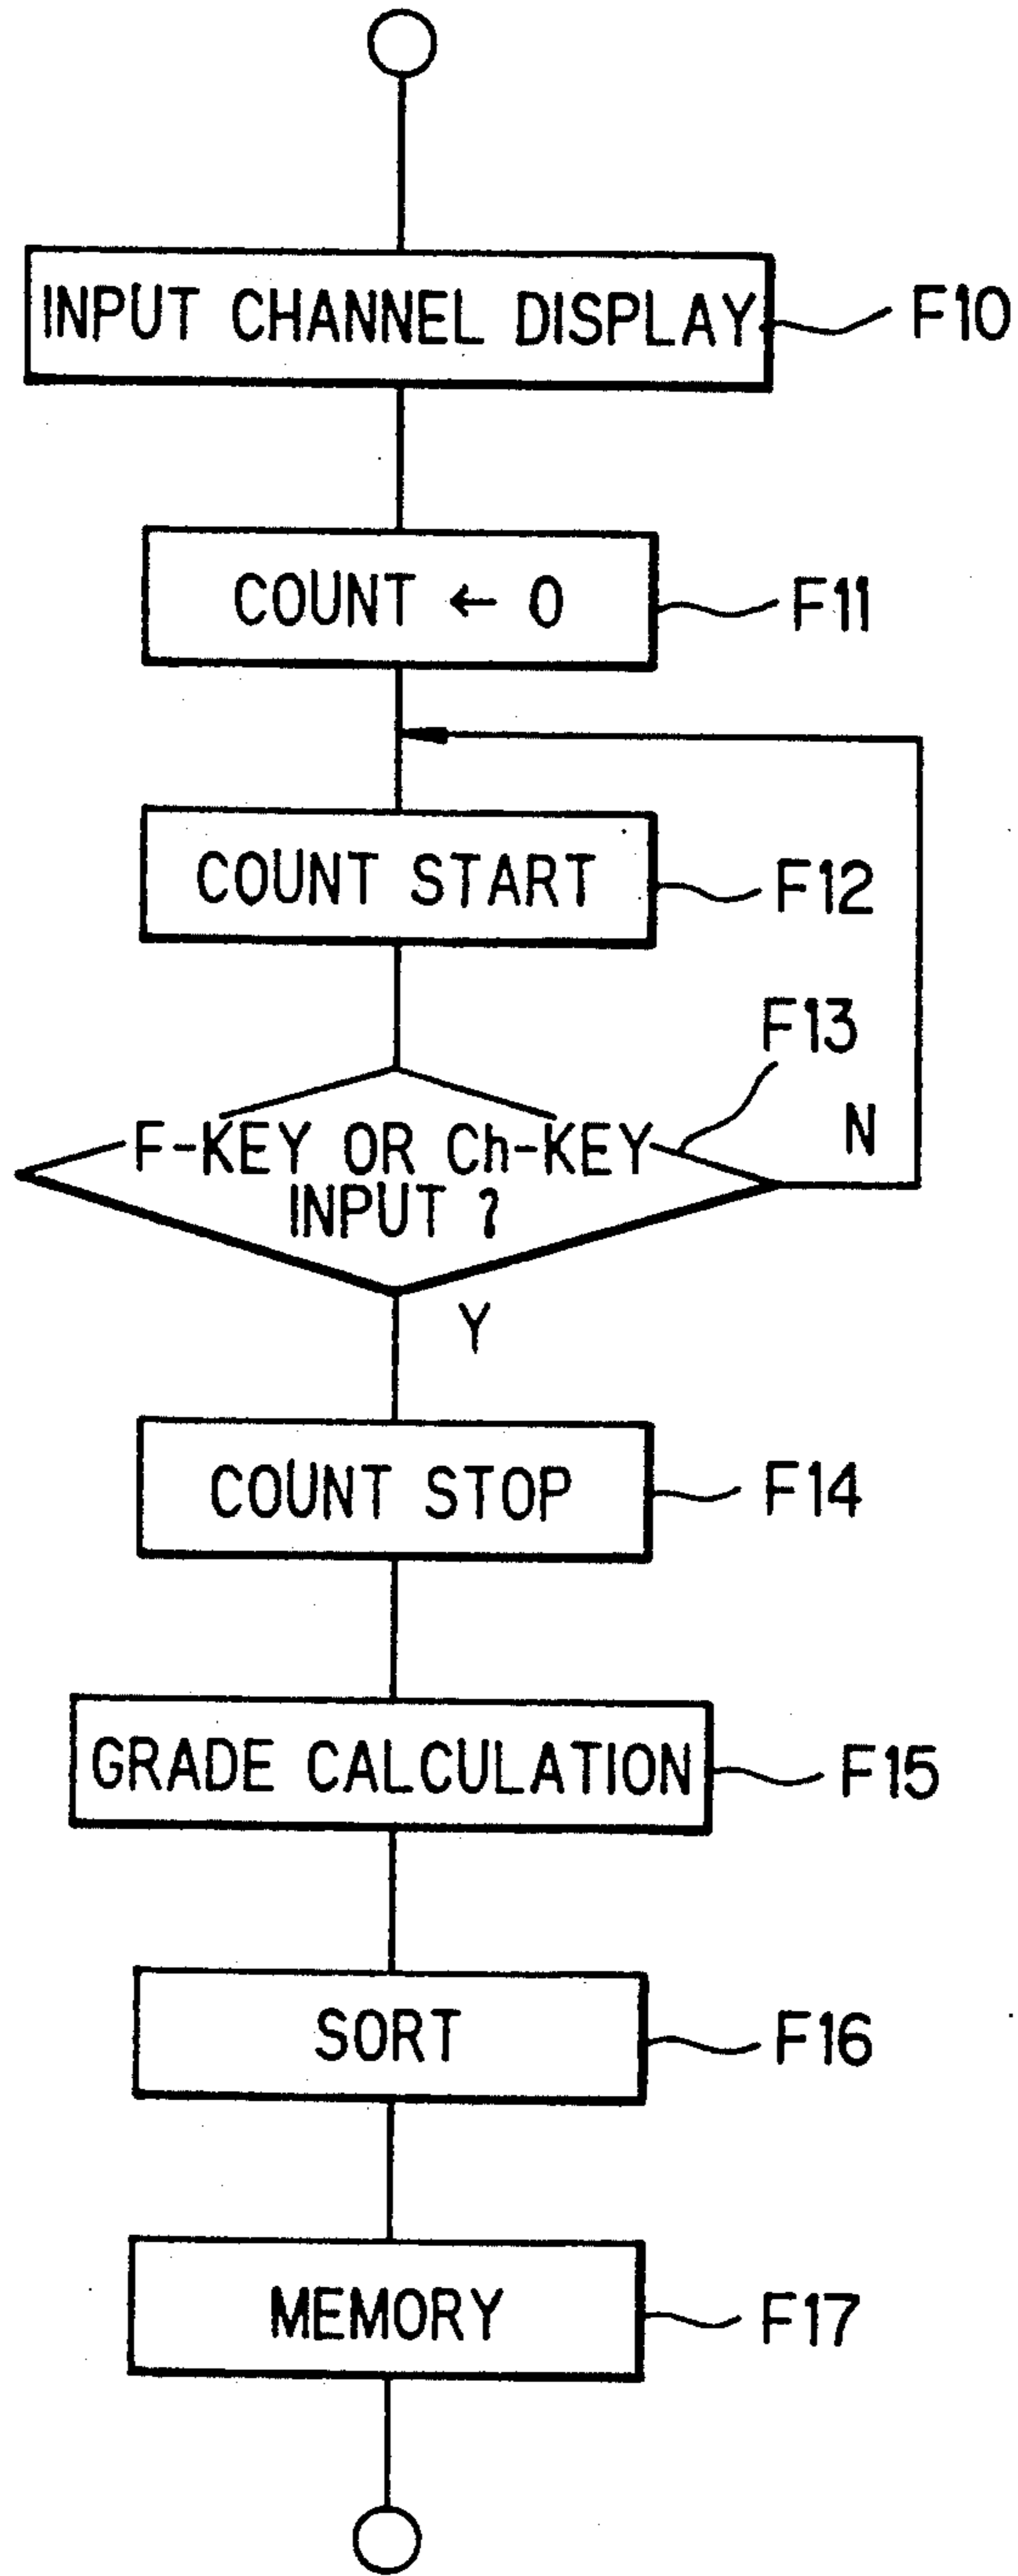 INPUT CHANNEL DISPLAY
F10
COUNT ← 0
F11
COUNT START
F12
F13
F-KEY OR Ch-KEY
INPUT ?
N
Y
COUNT STOP
F14
GRADE CALCULATION
F15
SORT
F16
MEMORY
F17